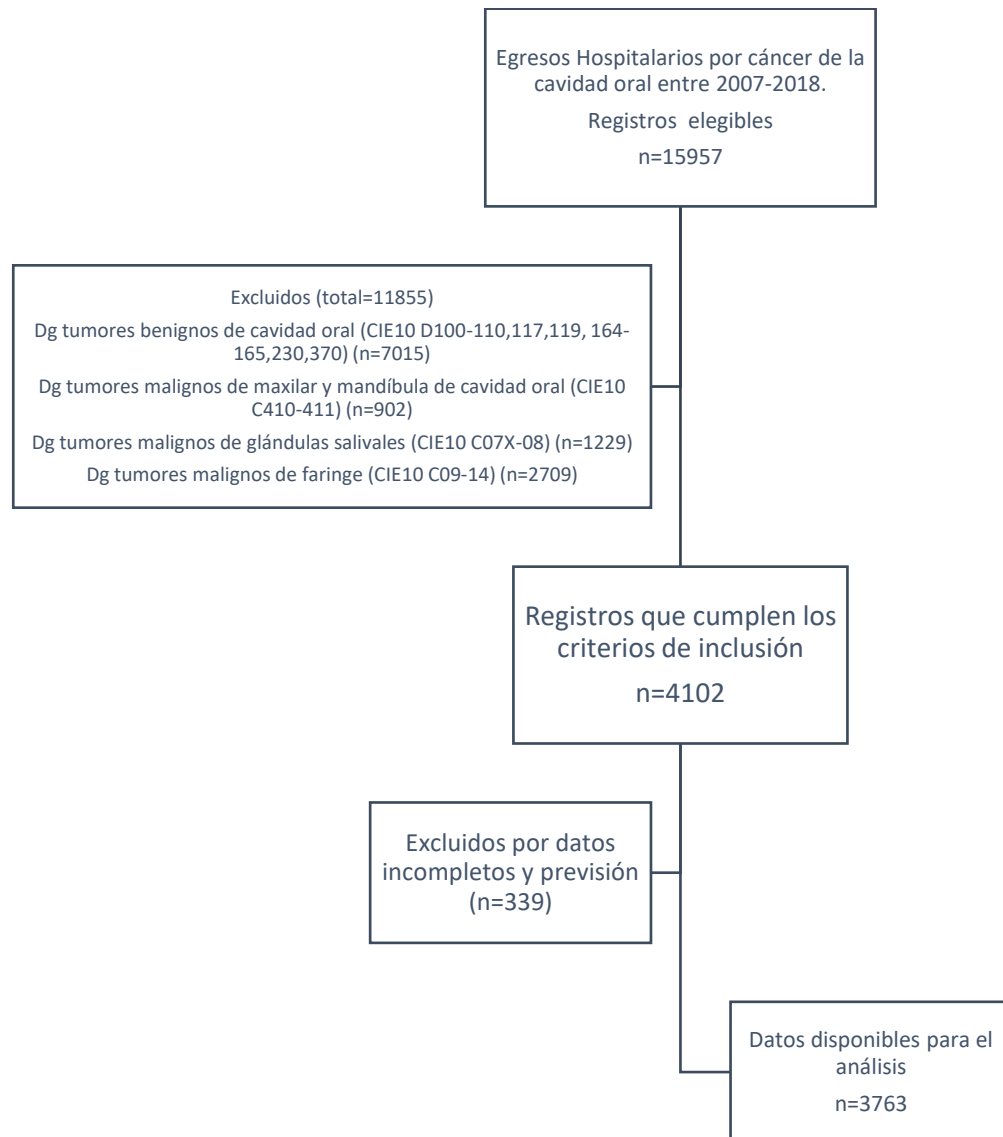 Egresos Hospitalarios por cáncer de la
cavidad oral entre 2007-2018.
Registros elegibles
n=15957
Excluidos (total=11855)
Dg tumores benignos de cavidad oral (CIE10 D100-110,117,119, 164-
165,230,370) (n=7015)
Dg tumores malignos de maxilar y mandíbula de cavidad oral (CIE10
C410-411) (n=902)
Dg tumores malignos de glándulas salivales (CIE10 C07X-08) (n=1229)
Dg tumores malignos de faringe (CIE10 C09-14) (n=2709)
Registros que cumplen los
criterios de inclusión
n=4102
Excluidos por datos
incompletos y previsión
(n=339)
Datos disponibles para el
análisis
n=3763